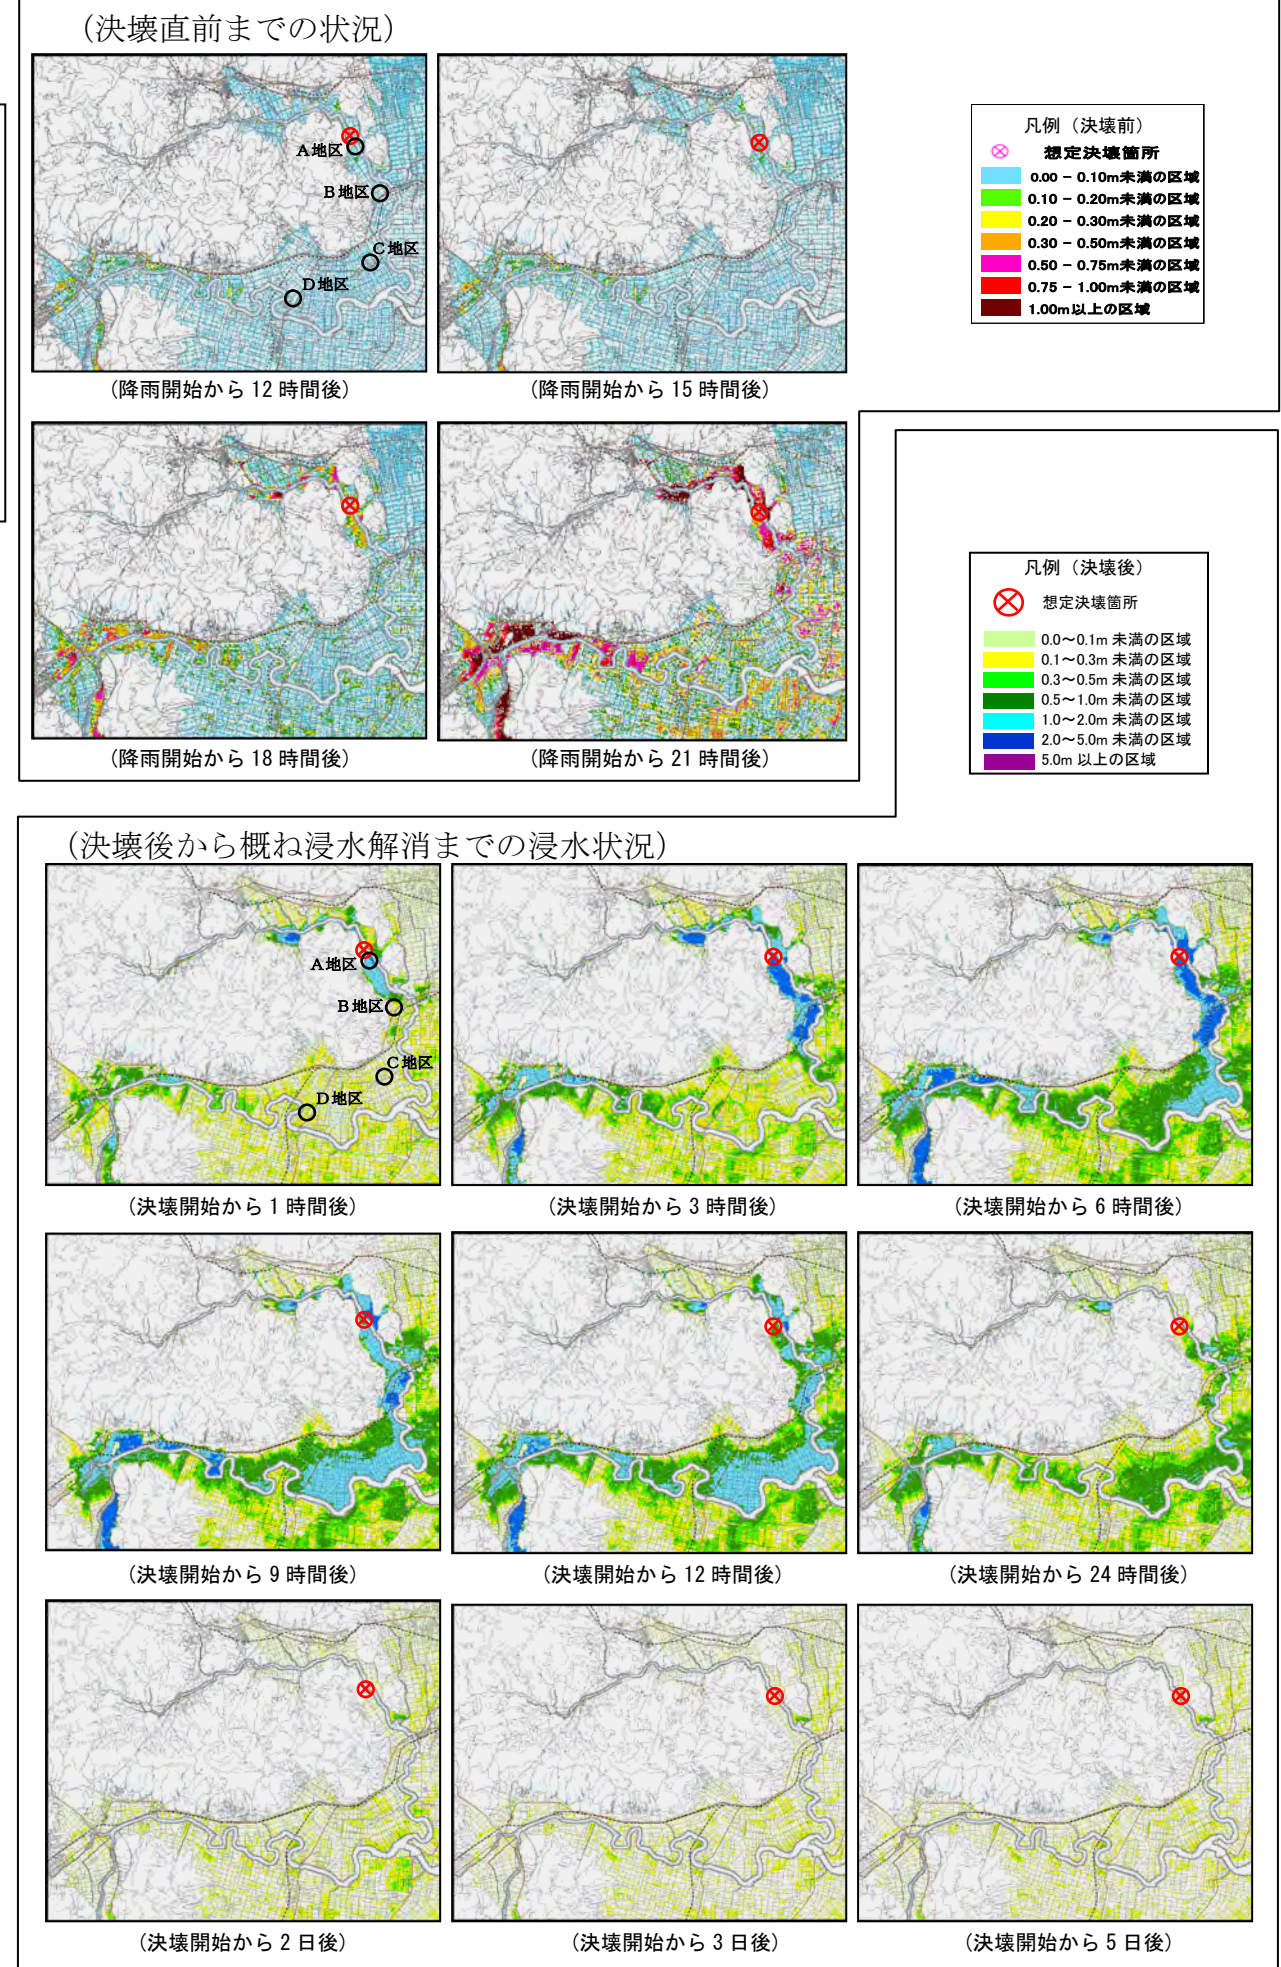 （決壊直前までの状況）
A地区
B地区
C地区
D地区
（降雨開始から 12 時間後）
（降雨開始から 15 時間後）
凡例（決壊前）
想定決壊箇所
0.00 － 0.10m未満の区域
0.10 － 0.20m未満の区域
0.20 － 0.30m未満の区域
0.30 － 0.50m未満の区域
0.50 － 0.75m未満の区域
0.75 － 1.00m未満の区域
1.00m以上の区域
（降雨開始から 18 時間後）
（降雨開始から 21 時間後）
凡例（決壊後）
想定決壊箇所
0.0～0.1m 未満の区域
0.1～0.3m 未満の区域
0.3～0.5m 未満の区域
0.5～1.0m 未満の区域
1.0～2.0m 未満の区域
2.0～5.0m 未満の区域
5.0m 以上の区域
（決壊後から概ね浸水解消までの浸水状況）
A地区
B地区
C地区
D地区
（決壊開始から 1 時間後）
（決壊開始から 3 時間後）
（決壊開始から 6 時間後）
（決壊開始から 9 時間後）
（決壊開始から 12 時間後）
（決壊開始から 24 時間後）
（決壊開始から 2 日後）
（決壊開始から 3 日後）
（決壊開始から 5 日後）